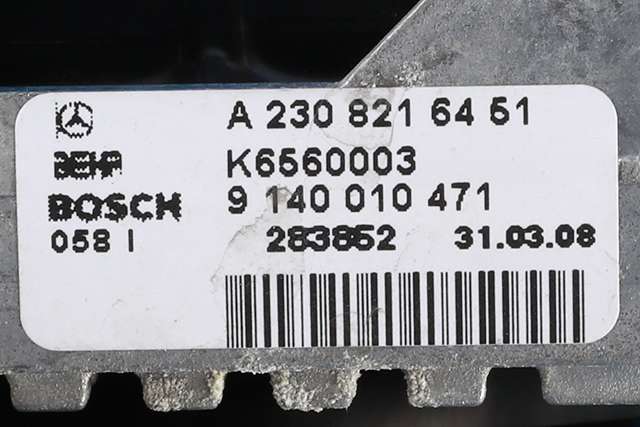 A 230 821 64 51
BEHR K6560003
BOSCH 9 140 010 471
058 I 283852 31.03.08